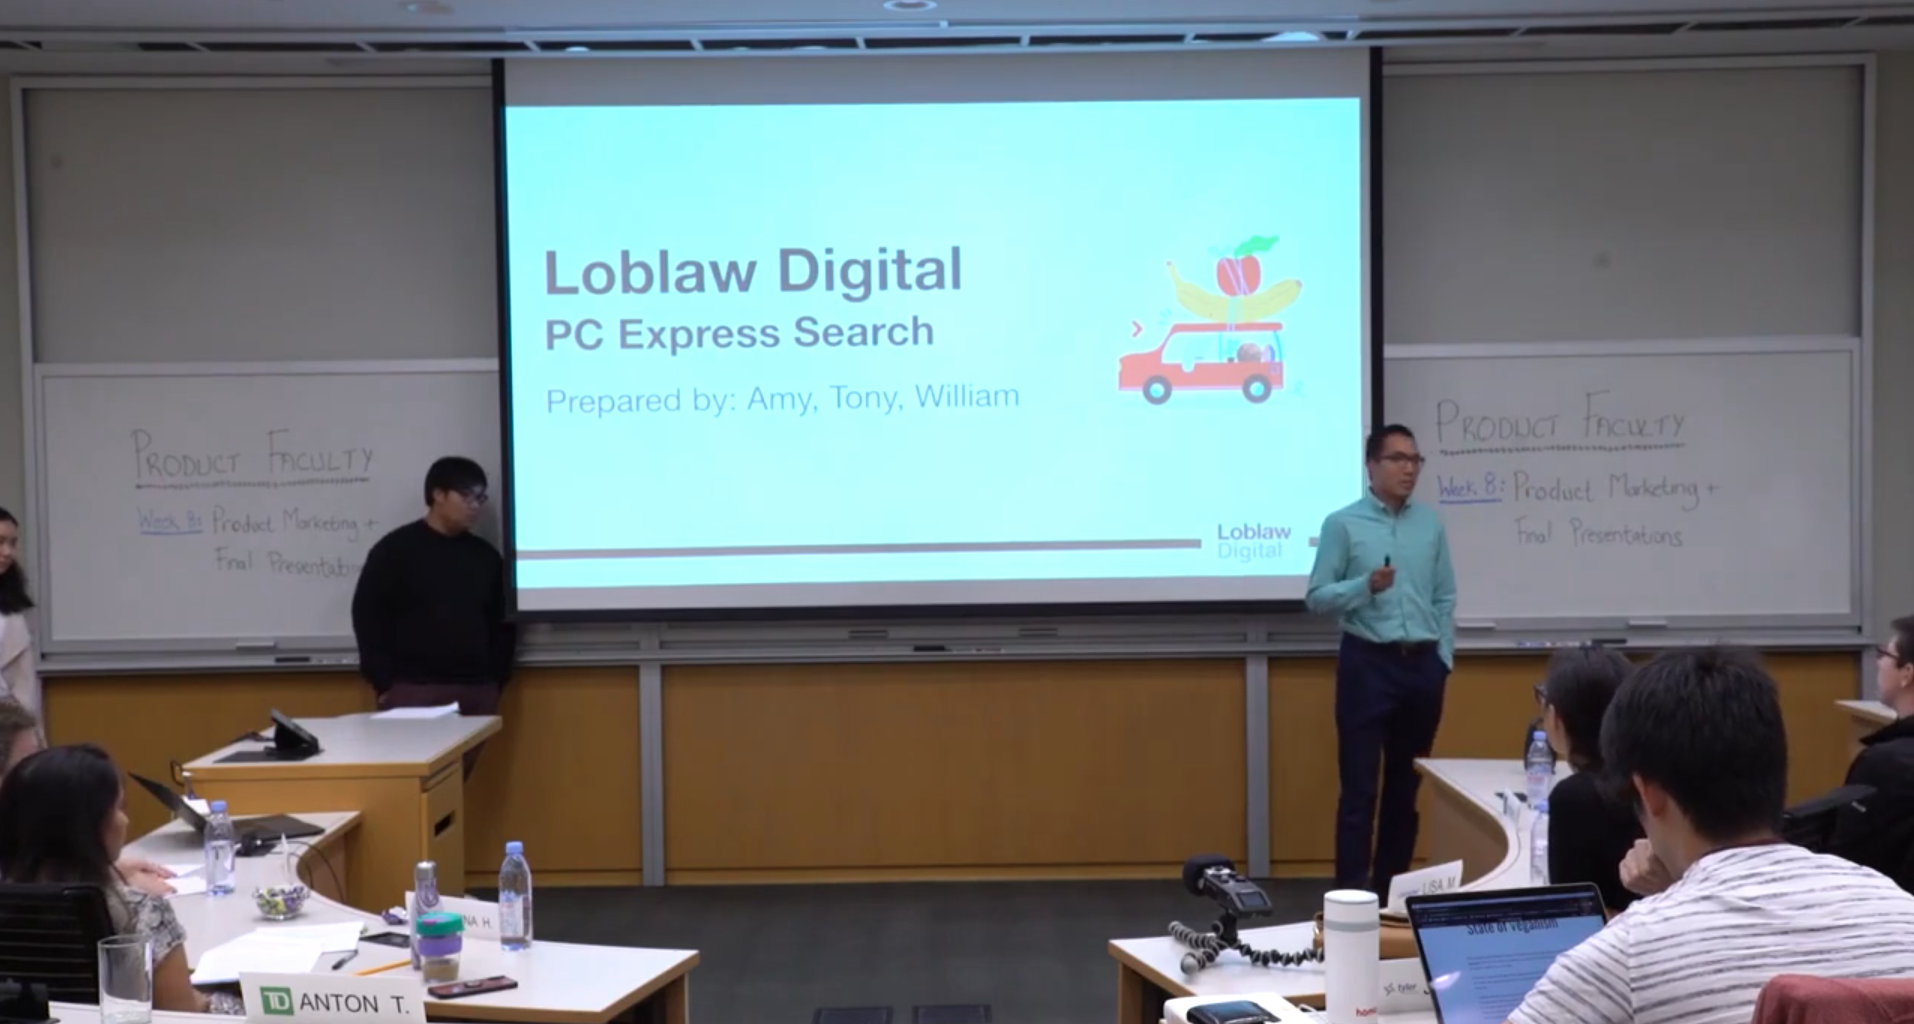 Loblaw Digital
PC Express Search
Prepared by: Amy, Tony, William
Loblaw
Digital
PRODUCT FACULTY
Week 8: Product Marketing +
Final Presentations
PRODUCT FACULTY
Week 8: Product Marketing +
Final Presentations
NA H.
TD ANTON T.
LISA M.
State of veganism
tyler